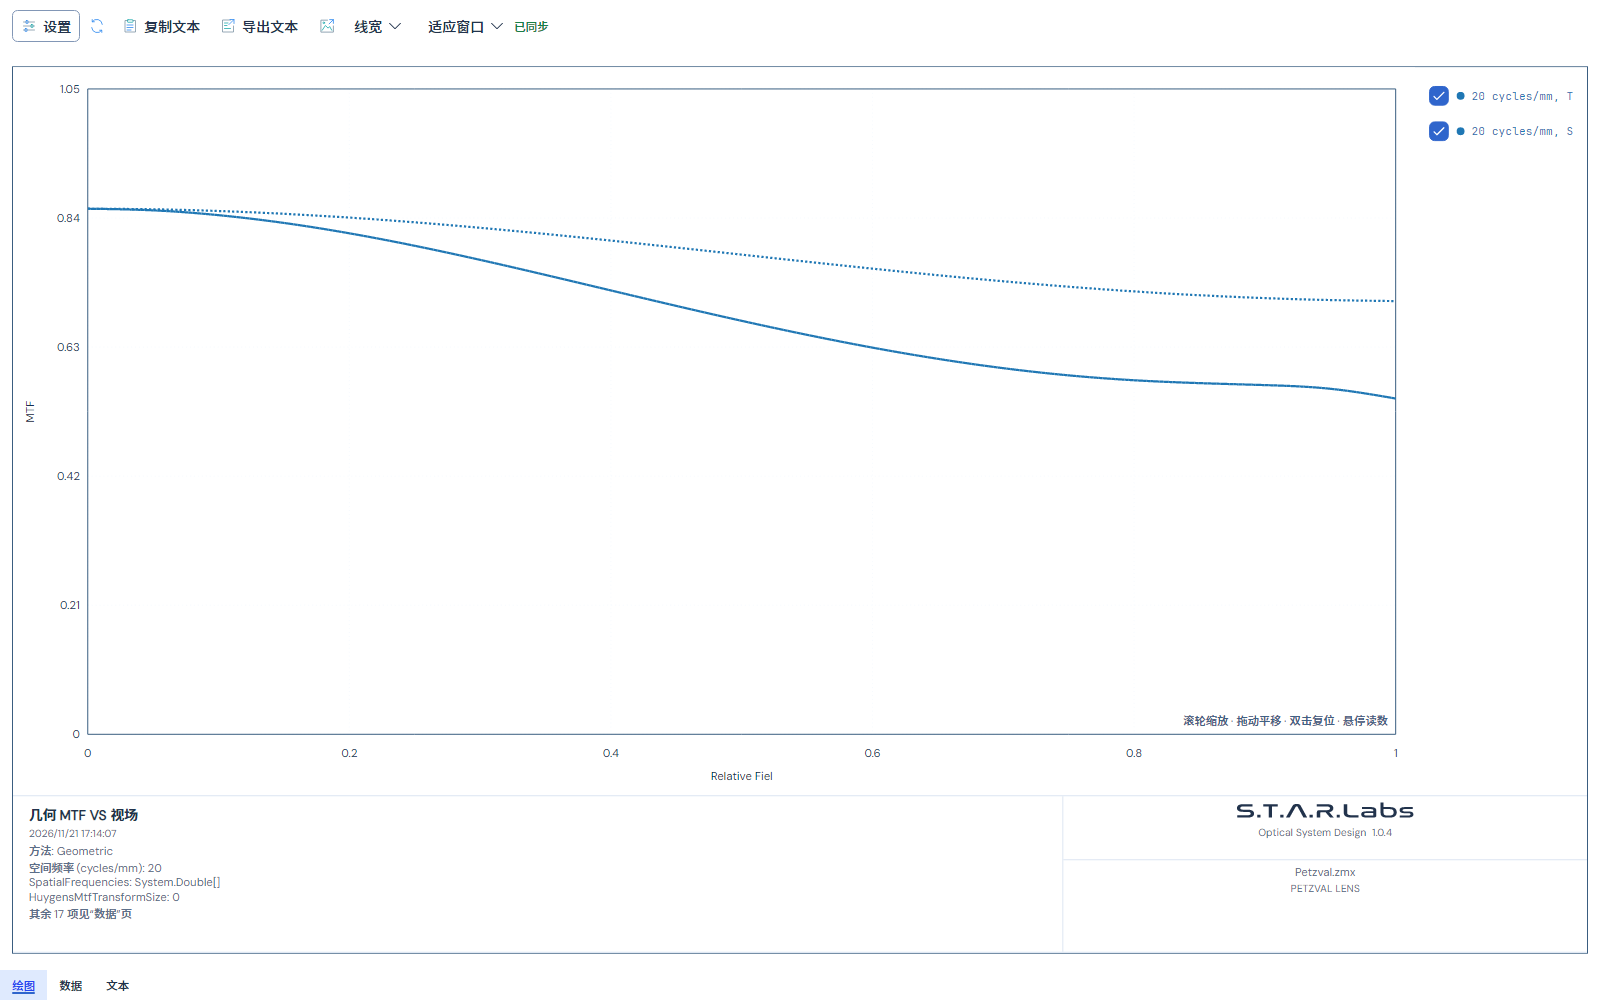 设置 复制文本 导出文本 线宽 适应窗口 已同步
1.05
0.84
0.63
0.42
0.21
0
MTF
0 0.2 0.4 0.6 0.8 1
Relative Fiel
滚轮缩放 · 拖动平移 · 双击复位 · 悬停读数
20 cycles/mm, T
20 cycles/mm, S
几何 MTF VS 视场
2026/11/21 17:14:07
方法: Geometric
空间频率 (cycles/mm): 20
SpatialFrequencies: System.Double[]
HuygensMtfTransformSize: 0
其余 17 项见“数据”页
S.T.A.R.Labs
Optical System Design 1.0.4
Petzval.zmx
PETZVAL LENS
绘图 数据 文本